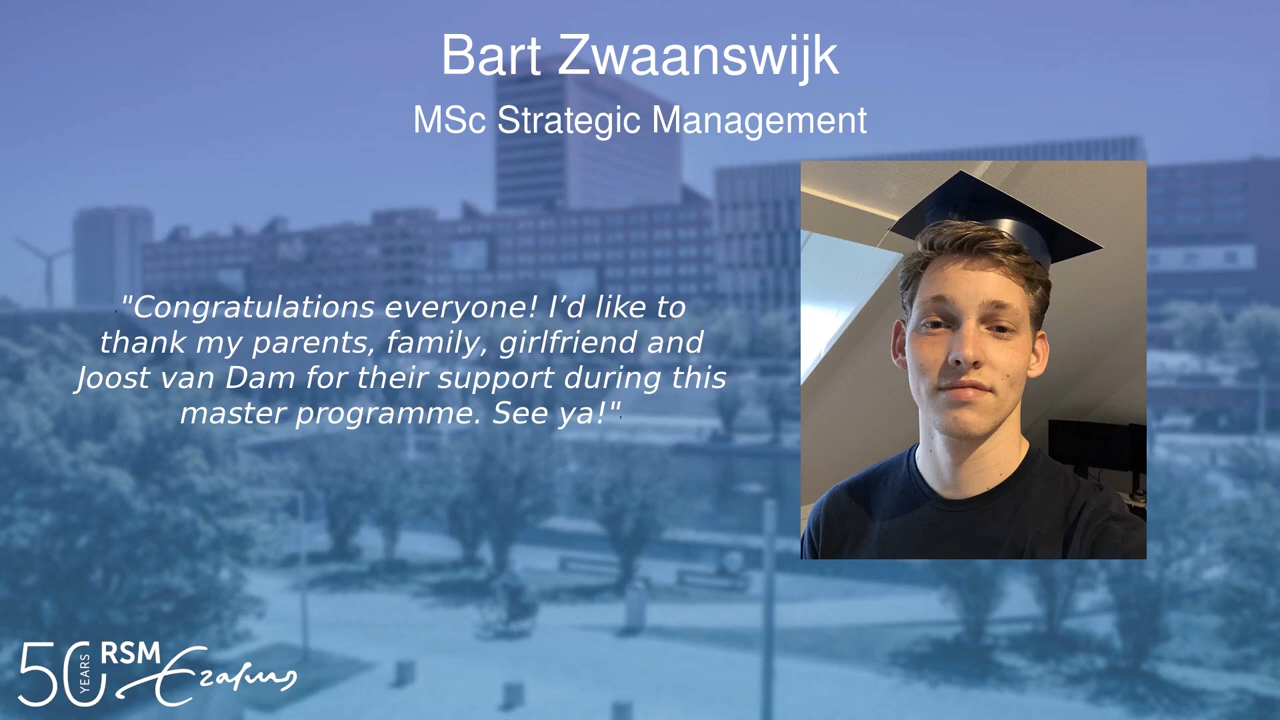 Bart Zwaanswijk
MSc Strategic Management
"Congratulations everyone! I’d like to
thank my parents, family, girlfriend and
Joost van Dam for their support during this
master programme. See ya!"
50 YEARS RSM Erasmus